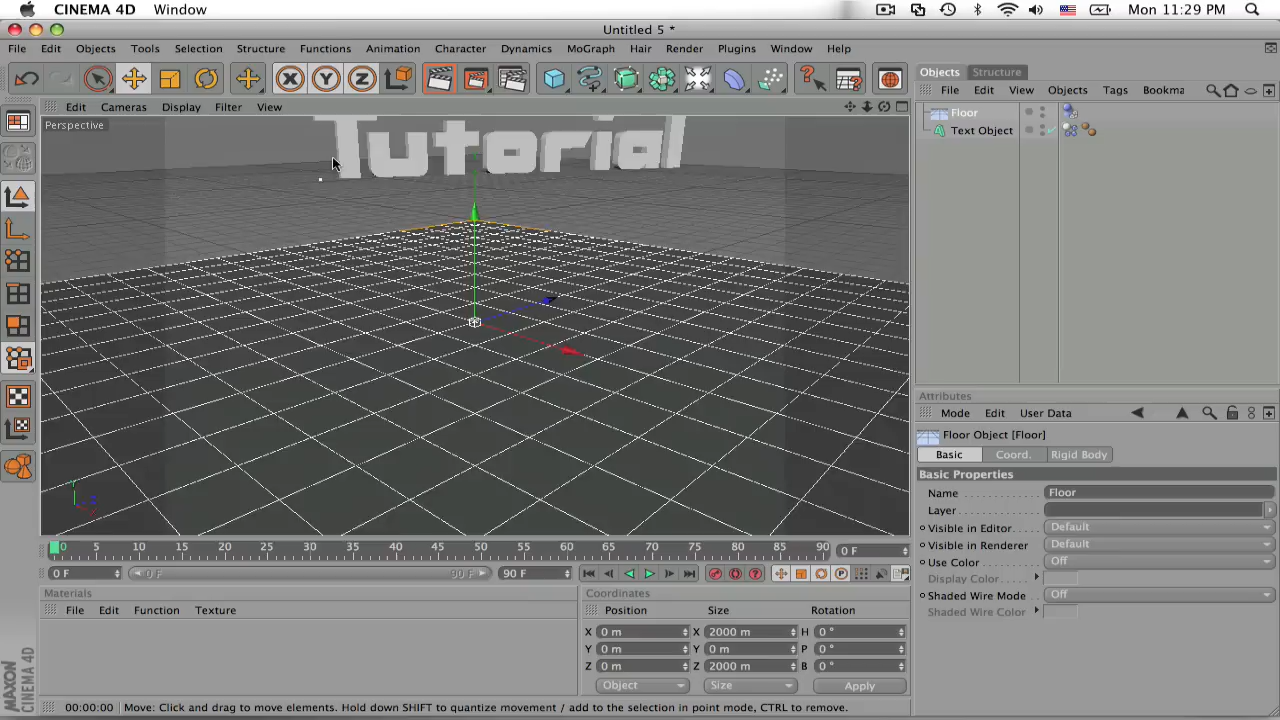 CINEMA 4D Window
Mon 11:29 PM
Untitled 5 *
File Edit Objects Tools Selection Structure Functions Animation Character Dynamics MoGraph Hair Render Plugins Window Help
Edit Cameras Display Filter View
Perspective
Tutorial
Objects Structure
File Edit View Objects Tags Bookma
Floor
Text Object
Attributes
Mode Edit User Data
Floor Object [Floor]
Basic Coord. Rigid Body
Basic Properties
Name Floor
Layer
Visible in Editor Default
Visible in Renderer Default
Use Color Off
Display Color
Shaded Wire Mode Off
Shaded Wire Color
0 5 10 15 20 25 30 35 40 45 50 55 60 65 70 75 80 85 90 0 F
0 F 0 F 90 F 90 F
Materials
File Edit Function Texture
Coordinates
Position Size Rotation
X 0 m X 2000 m H 0 °
Y 0 m Y 0 m P 0 °
Z 0 m Z 2000 m B 0 °
Object Size Apply
MAXON CINEMA 4D
00:00:00 Move: Click and drag to move elements. Hold down SHIFT to quantize movement / add to the selection in point mode, CTRL to remove.